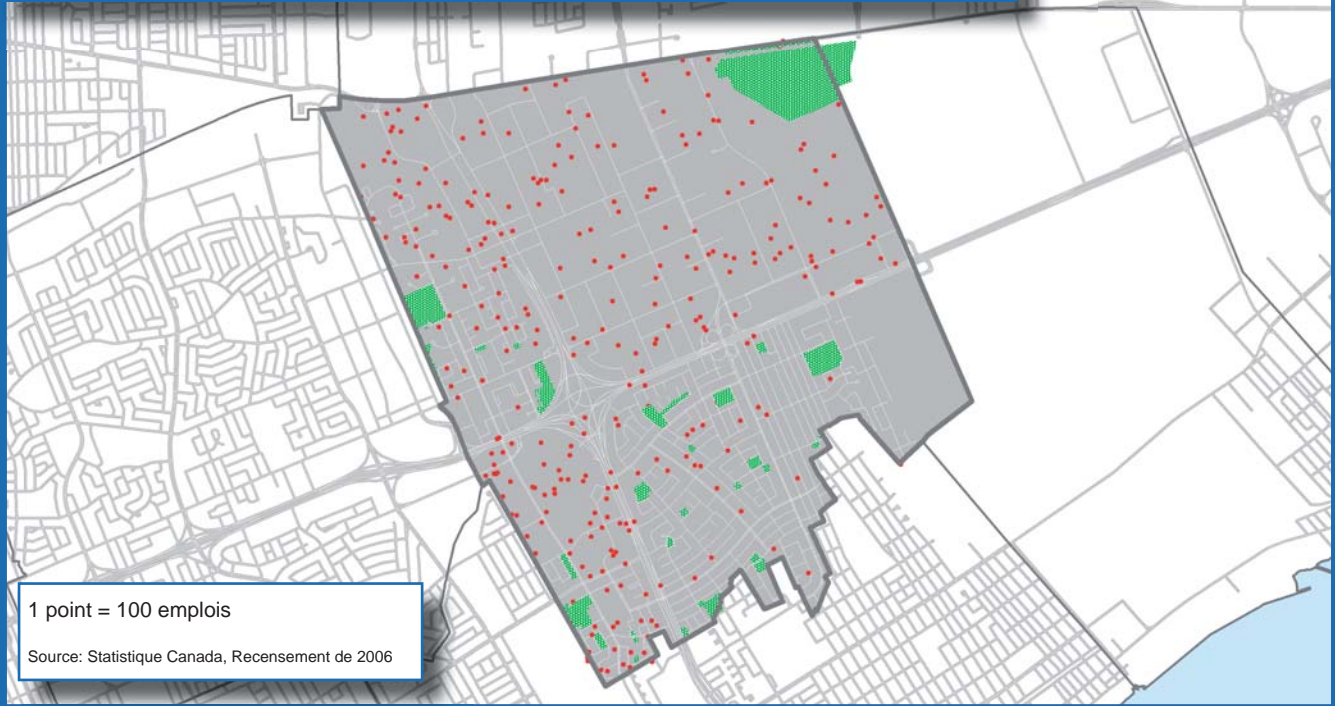 1 point = 100 emplois
Source: Statistique Canada, Recensement de 2006